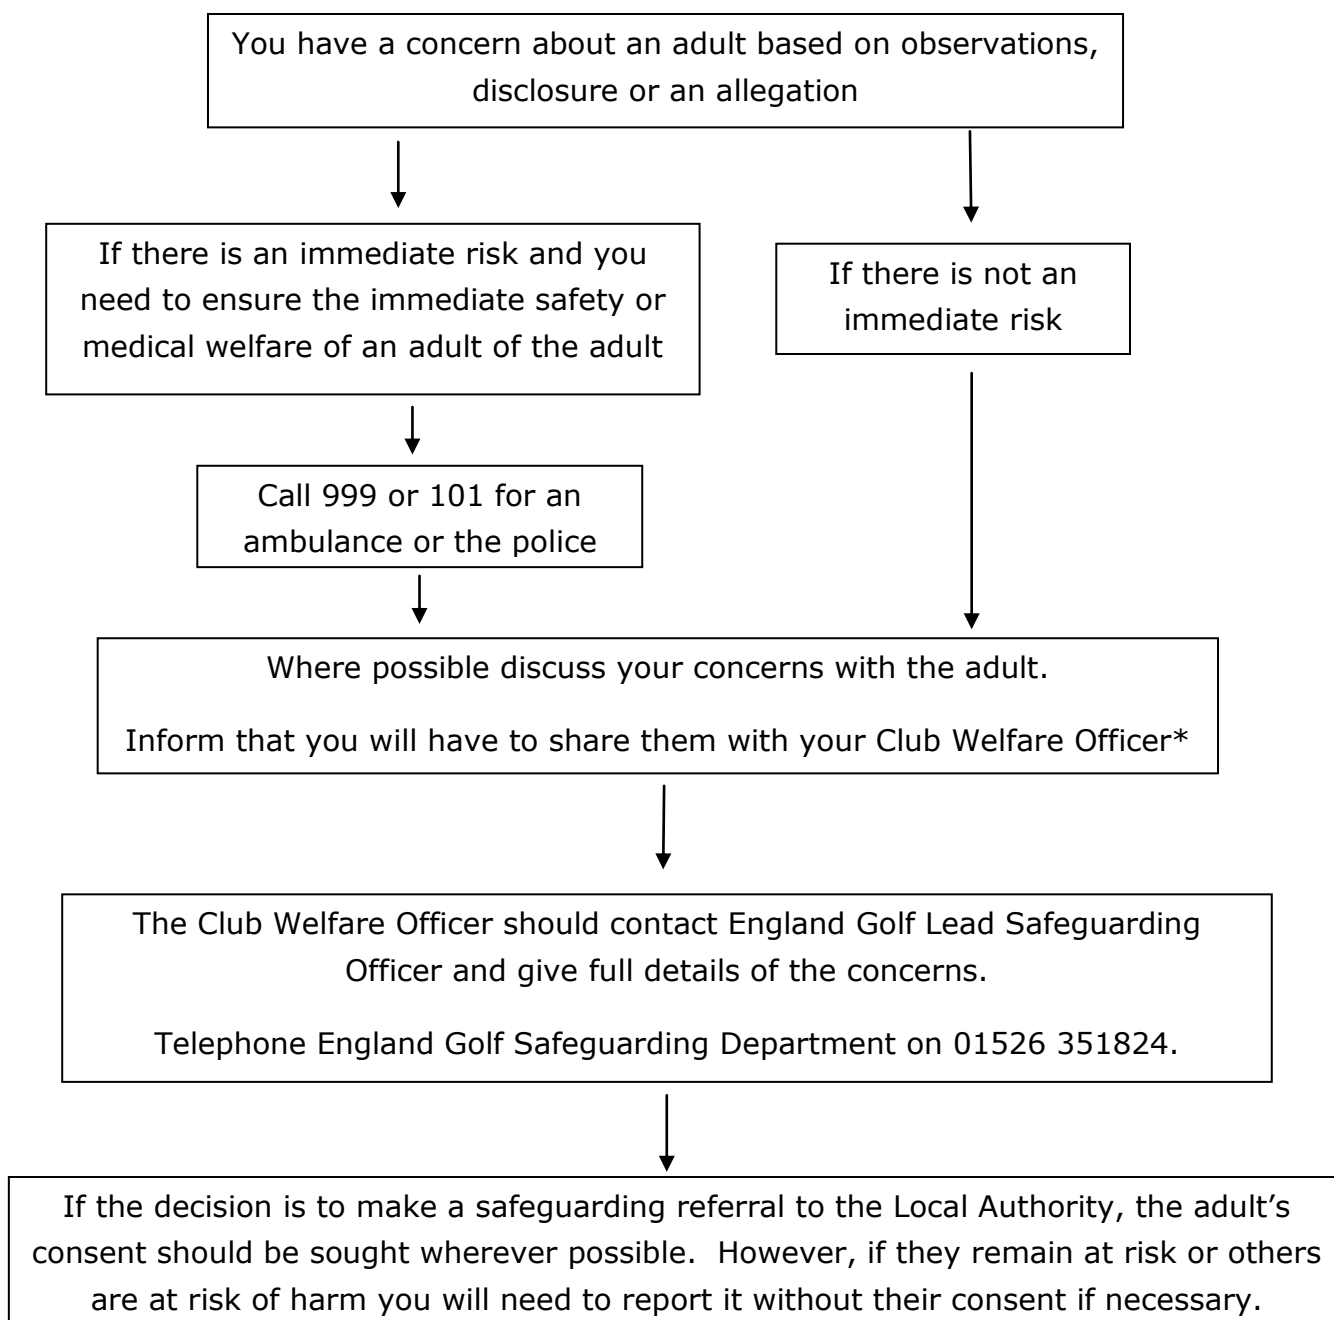 You have a concern about an adult based on observations,
disclosure or an allegation
If there is an immediate risk and you
need to ensure the immediate safety or
medical welfare of an adult of the adult
If there is not an
immediate risk
Call 999 or 101 for an
ambulance or the police
Where possible discuss your concerns with the adult.
Inform that you will have to share them with your Club Welfare Officer*
The Club Welfare Officer should contact England Golf Lead Safeguarding
Officer and give full details of the concerns.
Telephone England Golf Safeguarding Department on 01526 351824.
If the decision is to make a safeguarding referral to the Local Authority, the adult’s
consent should be sought wherever possible.  However, if they remain at risk or others
are at risk of harm you will need to report it without their consent if necessary.